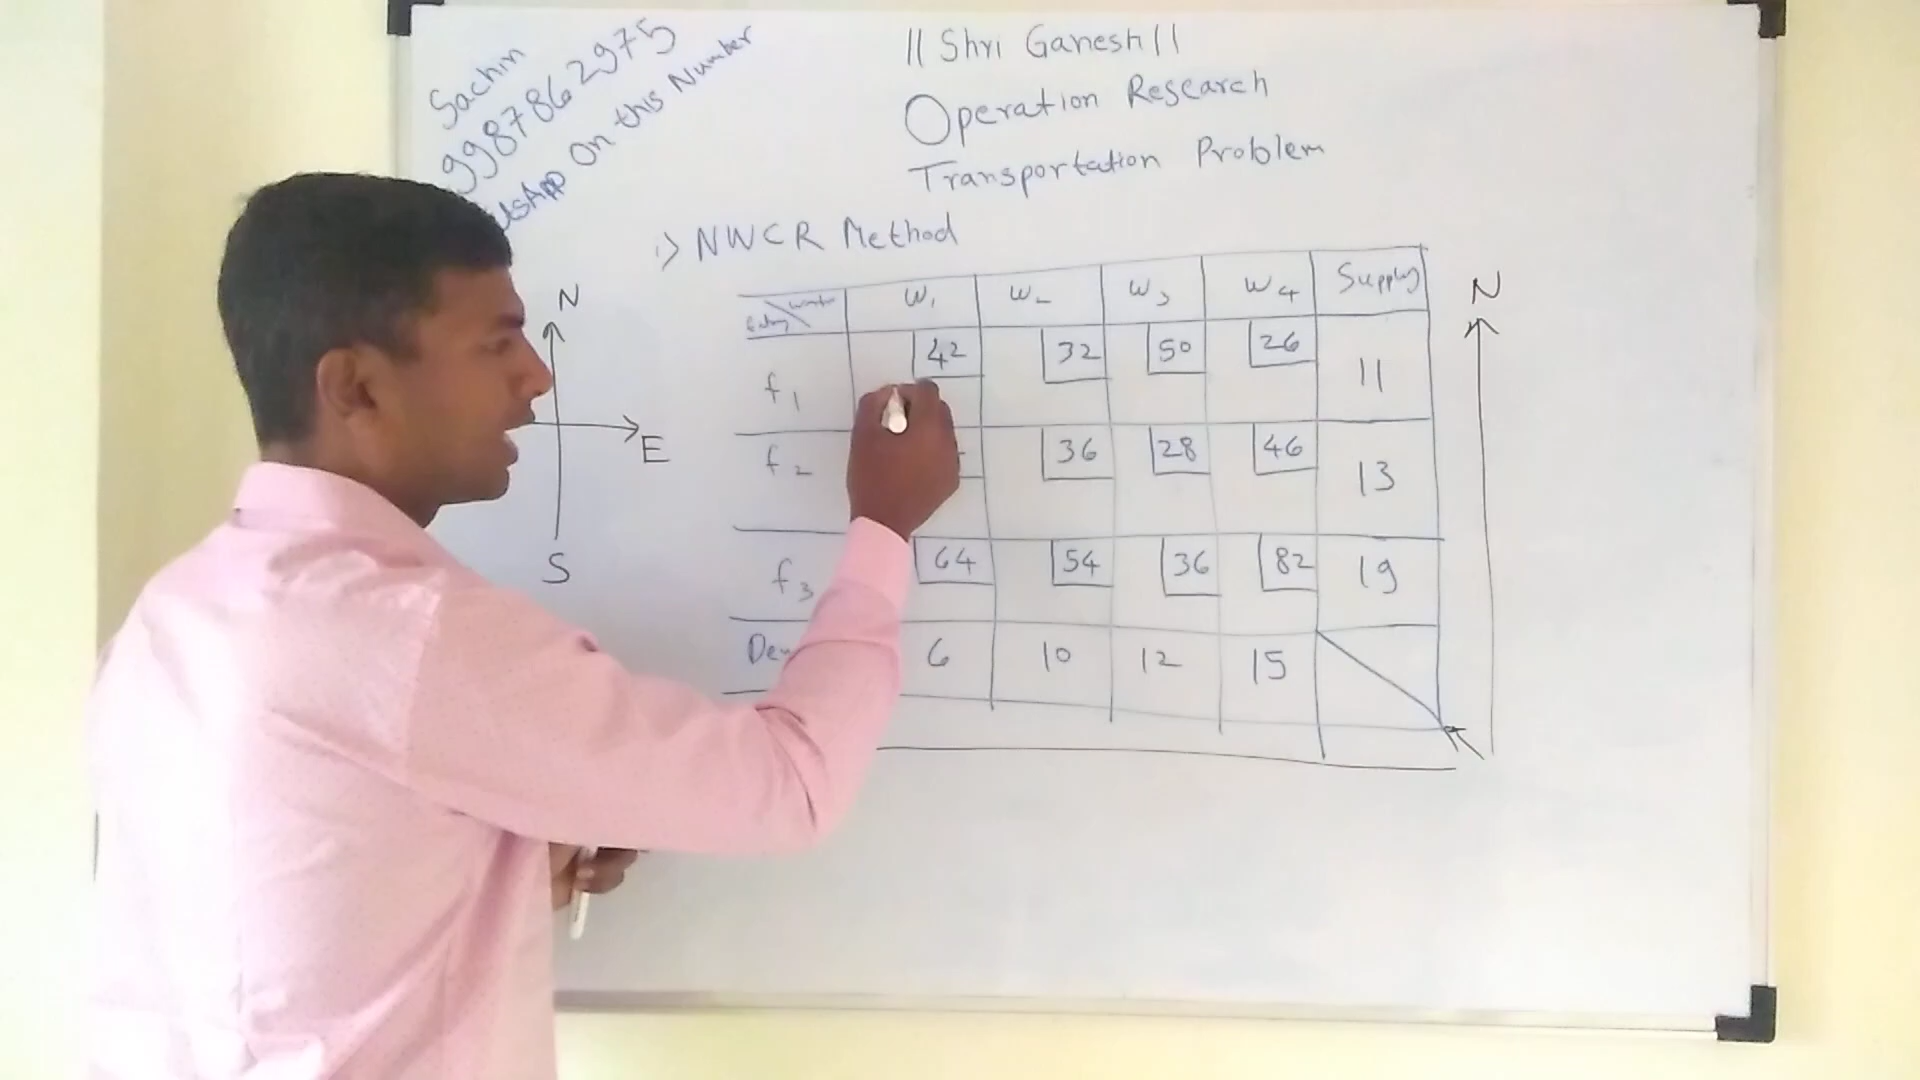 Sachin
9987862975
On this Number
|| Shri Ganesh ||
Operation Research
Transportation Problem
1) NWCR Method
N
E
S
W1 W2 W3 W4 Supply
f1 42 32 50 26 11
f2 36 28 46 13
f3 64 54 36 82 19
6 10 12 15
N